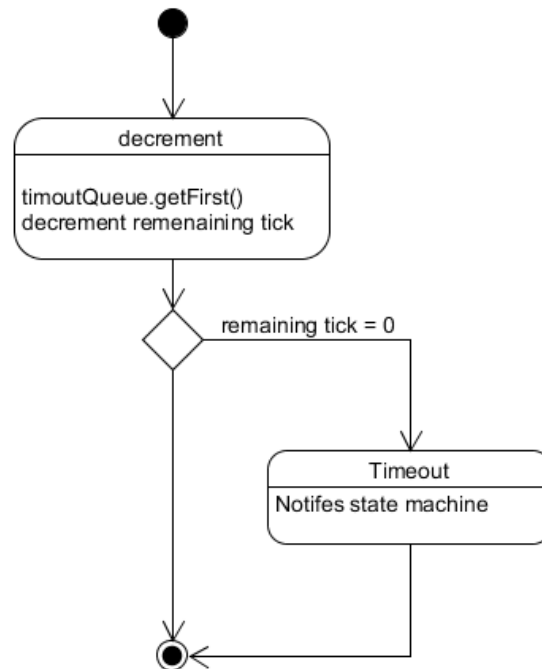 decrement
timoutQueue.getFirst()
decrement remenaining tick
remaining tick = 0
Timeout
Notifes state machine